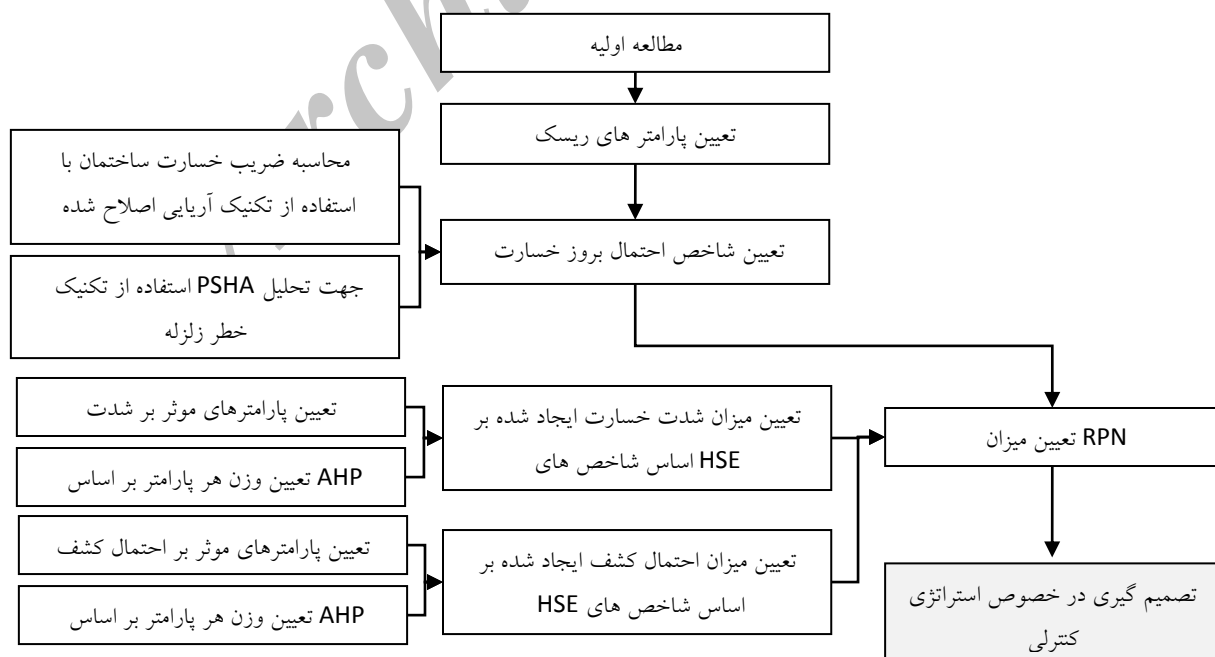 مطالعه اولیه
تعیین پارامتر های ریسک
محاسبه ضریب خسارت ساختمان با
استفاده از تکنیک آریایی اصلاح شده
تعیین شاخص احتمال بروز خسارت
جهت تحلیل PSHA استفاده از تکنیک
خطر زلزله
تعیین پارامترهای موثر بر شدت
AHP تعیین وزن هر پارامتر بر اساس
تعیین میزان شدت خسارت ایجاد شده بر
HSE اساس شاخص های
RPN تعیین میزان
تعیین پارامترهای موثر بر احتمال کشف
AHP تعیین وزن هر پارامتر بر اساس
تعیین میزان احتمال کشف ایجاد شده بر
اساس شاخص های HSE
تصمیم گیری در خصوص استراتژی
کنترلی